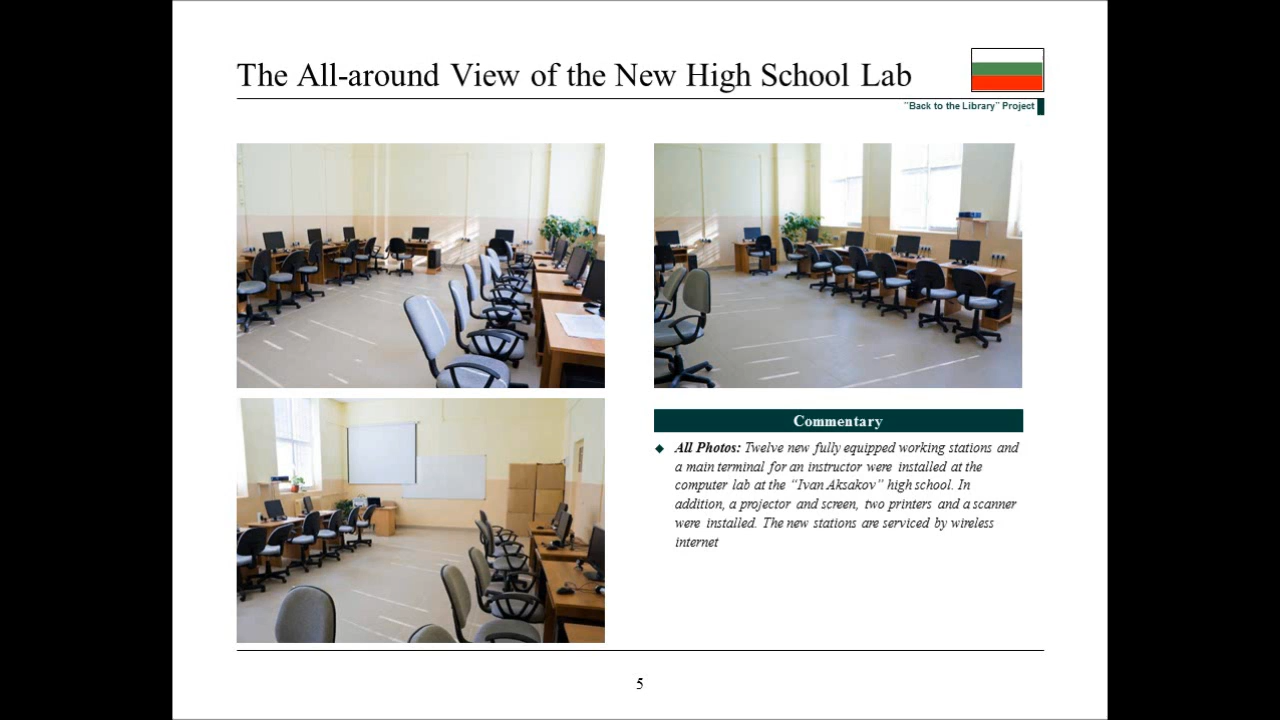 The All-around View of the New High School Lab
"Back to the Library" Project
Commentary
All Photos: Twelve new fully equipped working stations and
a main terminal for an instructor were installed at the
computer lab at the “Ivan Aksakov” high school. In
addition, a projector and screen, two printers and a scanner
were installed. The new stations are serviced by wireless
internet
5